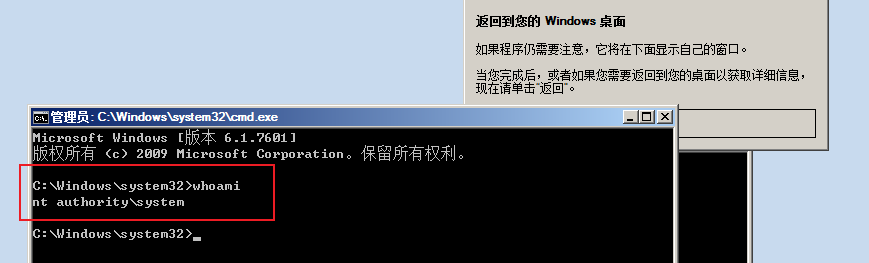 返回到您的 Windows 桌面
如果程序仍需要注意，它将在下面显示自己的窗口。
当您完成后，或者如果您需要返回到您的桌面以获取详细信息，
现在请单击“返回”。
管理员: C:\Windows\system32\cmd.exe
Microsoft Windows [版本 6.1.7601]
版权所有 (c) 2009 Microsoft Corporation。保留所有权利。
C:\Windows\system32>whoami
nt authority\system
C:\Windows\system32>